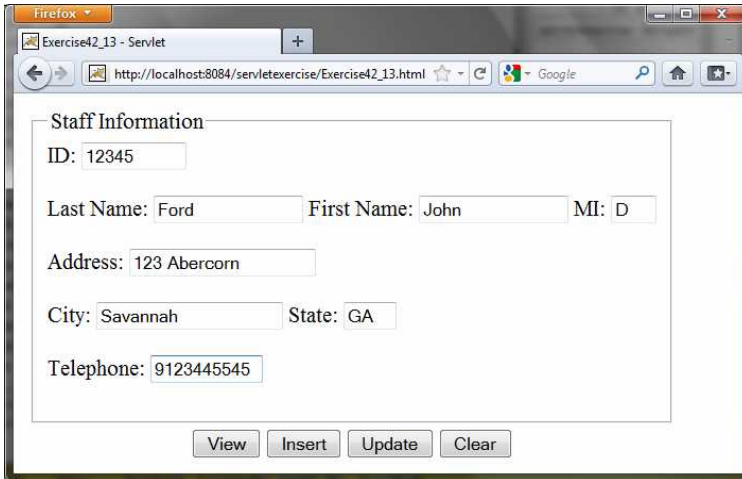 Firefox
Exercise42_13 - Servlet
http://localhost:8084/servletexercise/Exercise42_13.html
Google
Staff Information
ID: 12345
Last Name: Ford First Name: John MI: D
Address: 123 Abercorn
City: Savannah State: GA
Telephone: 9123445545
View Insert Update Clear